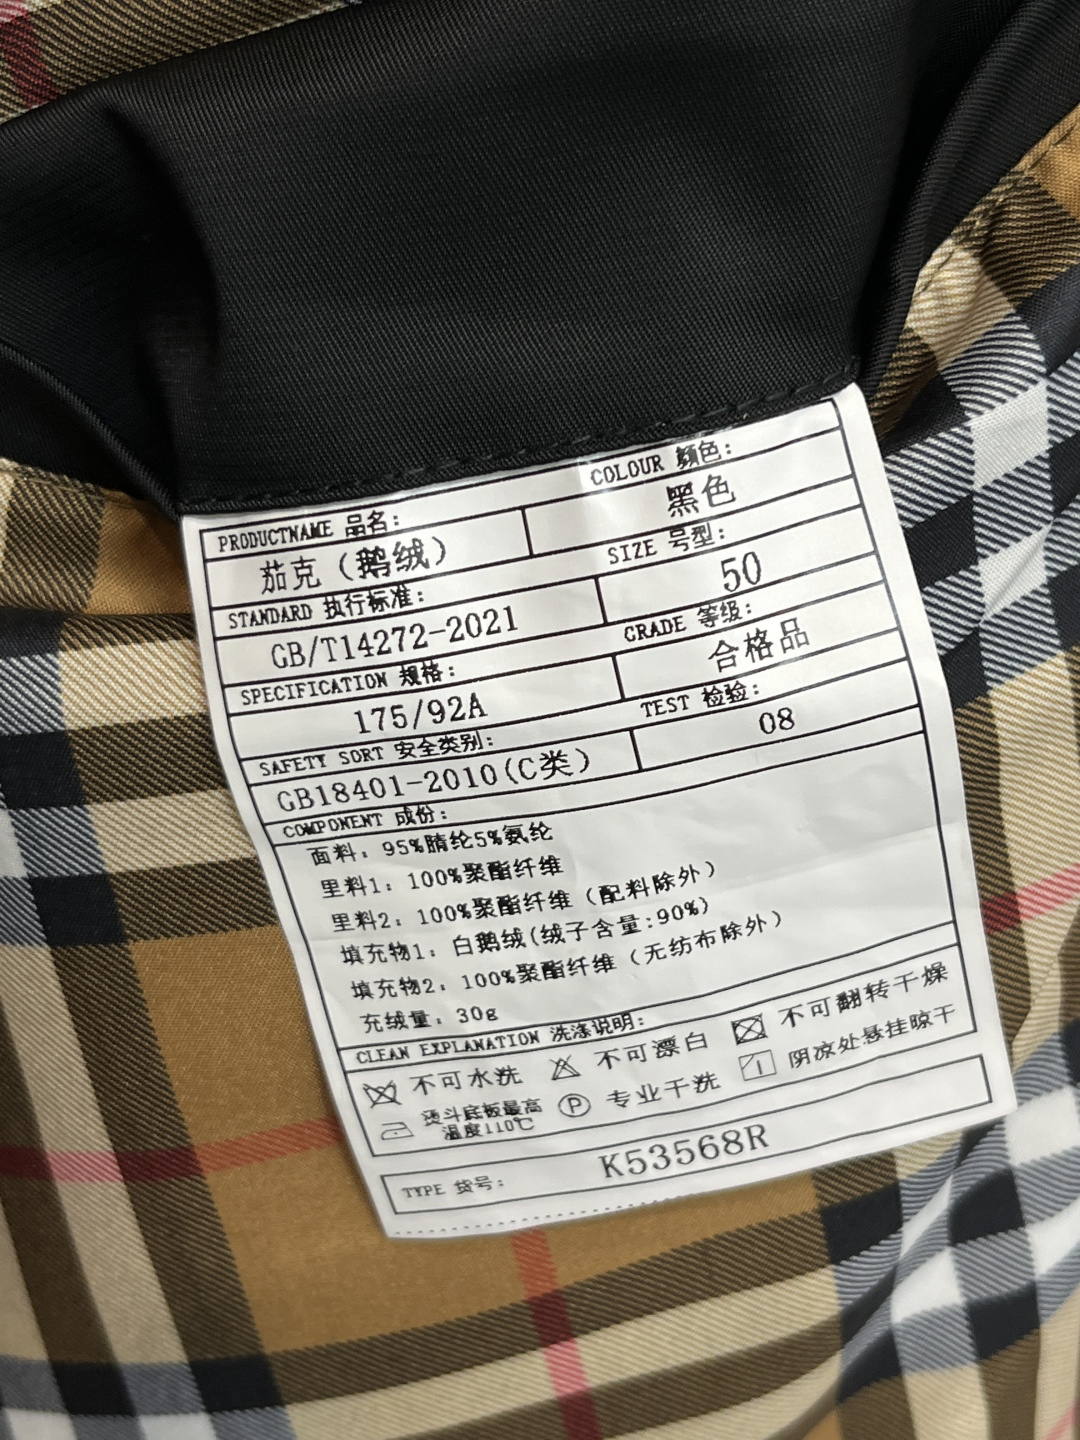 PRODUCTNAME 品名:
COLOUR 颜色:
茄克（鹅绒）
黑色
STANDARD 执行标准:
SIZE 号型:
GB/T14272-2021
50
SPECIFICATION 规格:
GRADE 等级:
175/92A
合格品
SAFETY SORT 安全类别:
TEST 检验:
GB18401-2010(C类)
08
COMPONENT 成份:
面料: 95%腈纶5%氨纶
里料1: 100%聚酯纤维
里料2: 100%聚酯纤维（配料除外）
填充物1: 白鹅绒(绒子含量:90%)
填充物2: 100%聚酯纤维（无纺布除外）
充绒量: 30g
CLEAN EXPLANATION 洗涤说明:
不可水洗 不可漂白 不可翻转干燥
烫斗底板最高
温度110℃ P 专业干洗 阴凉处悬挂晾干
TYPE 货号:
K53568R